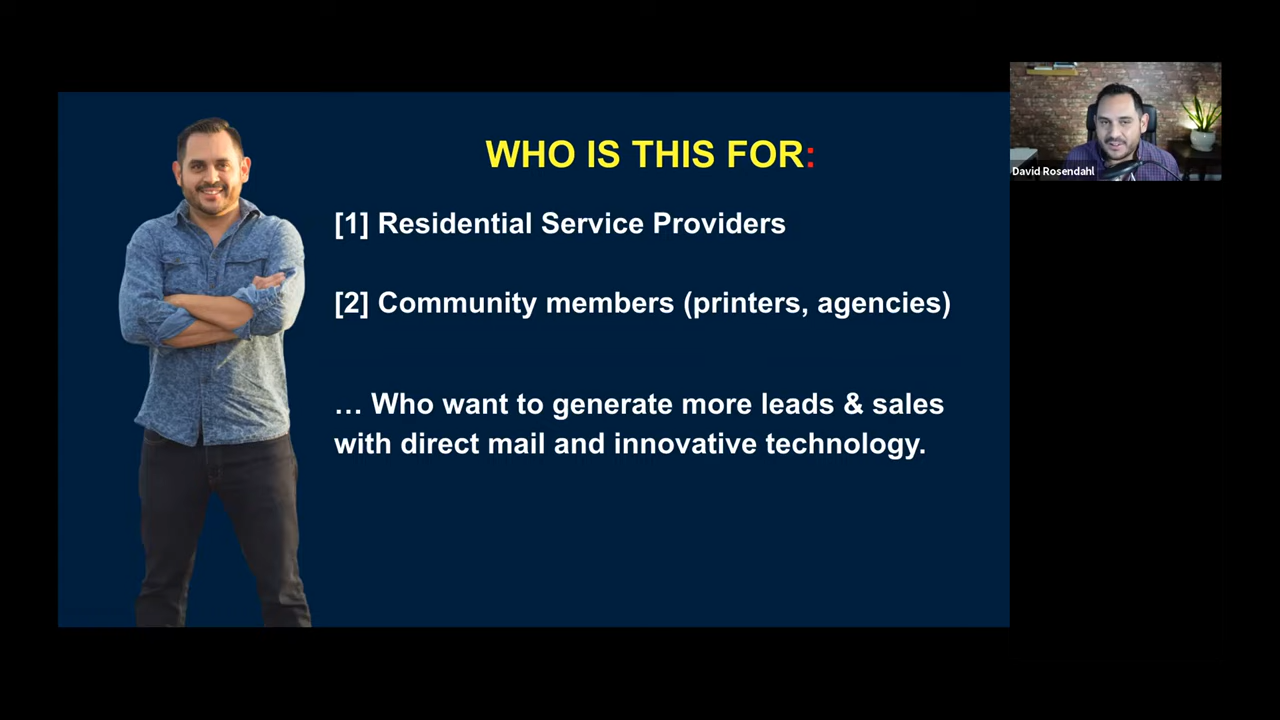 WHO IS THIS FOR:
[1] Residential Service Providers
[2] Community members (printers, agencies)
… Who want to generate more leads & sales
with direct mail and innovative technology.
David Rosendahl